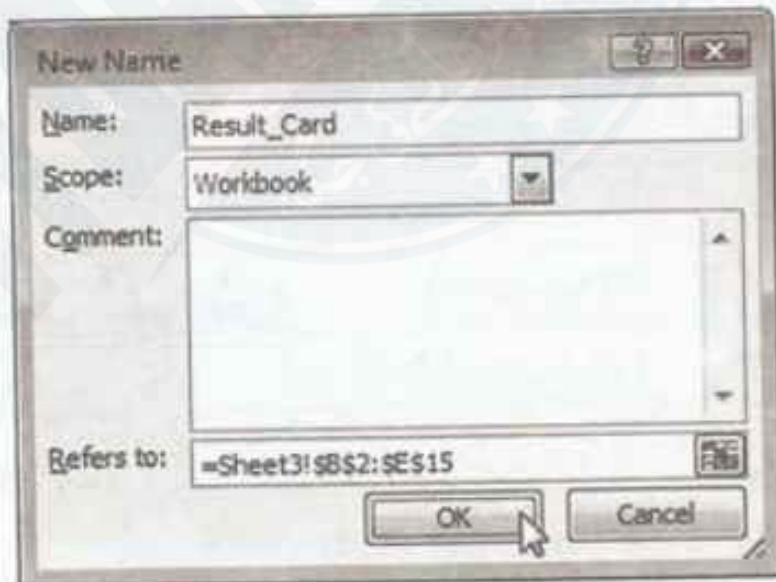 New Name
Name: Result_Card
Scope: Workbook
Comment:
Refers to: =Sheet3!$B$2:$E$15
OK Cancel